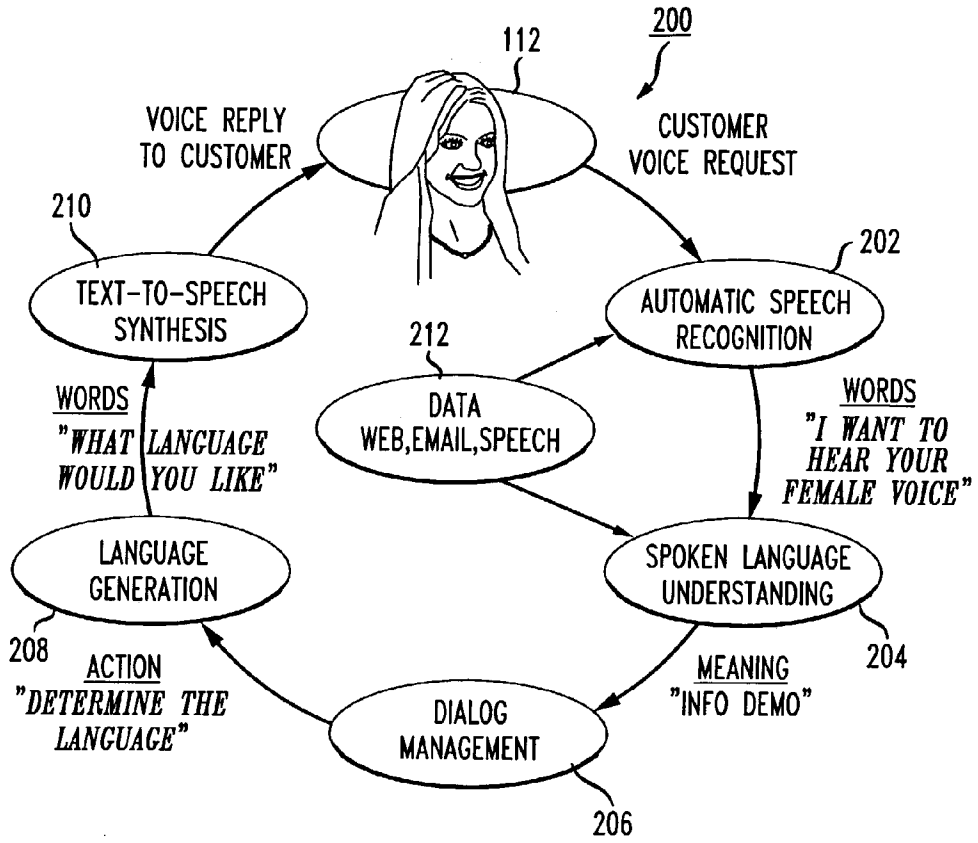 200
112
VOICE REPLY
TO CUSTOMER
CUSTOMER
VOICE REQUEST
210
TEXT-TO-SPEECH
SYNTHESIS
202
AUTOMATIC SPEECH
RECOGNITION
212
DATA
WEB,EMAIL,SPEECH
WORDS
"WHAT LANGUAGE
WOULD YOU LIKE"
WORDS
"I WANT TO
HEAR YOUR
FEMALE VOICE"
LANGUAGE
GENERATION
208
SPOKEN LANGUAGE
UNDERSTANDING
204
ACTION
"DETERMINE THE
LANGUAGE"
MEANING
"INFO DEMO"
DIALOG
MANAGEMENT
206